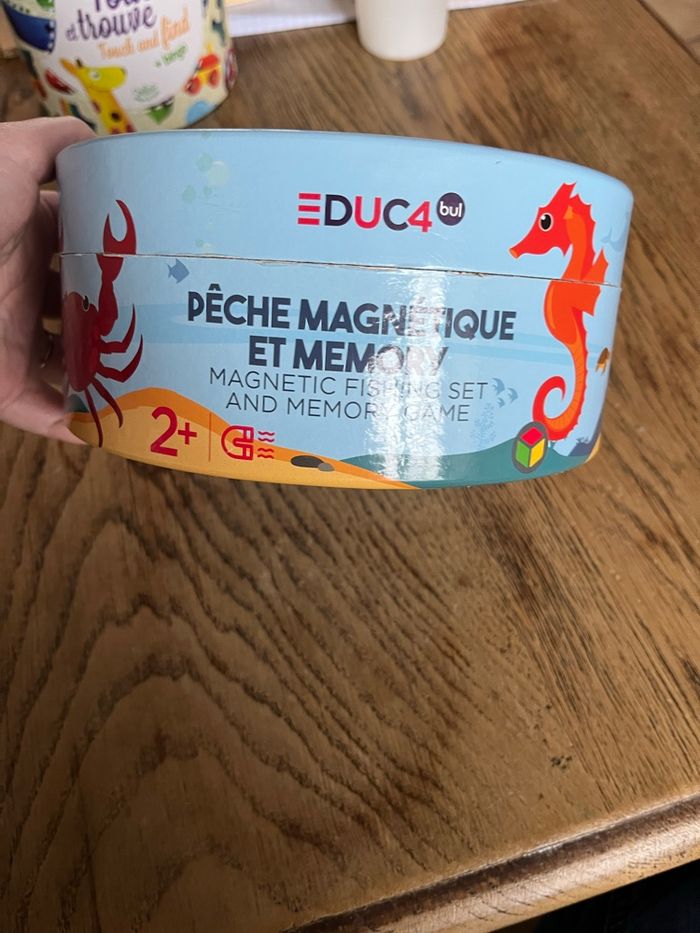 et trouve
Touch and find
EDUC4 bul
PÊCHE MAGNÉTIQUE
ET MEMORY
MAGNETIC FISHING SET
AND MEMORY GAME
2+